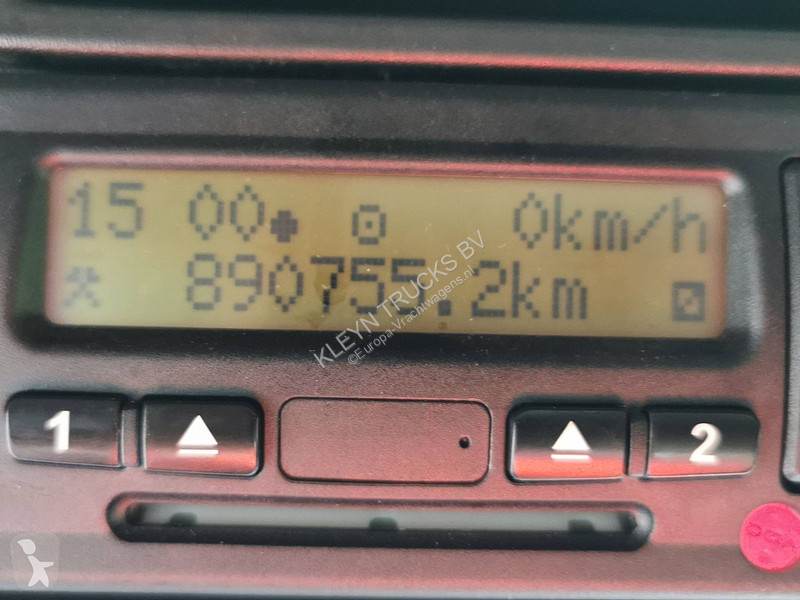 15 00 0km/h
890755.2km
KLEYN TRUCKS BV
©Europa-Vrachtwagens.nl
1 2